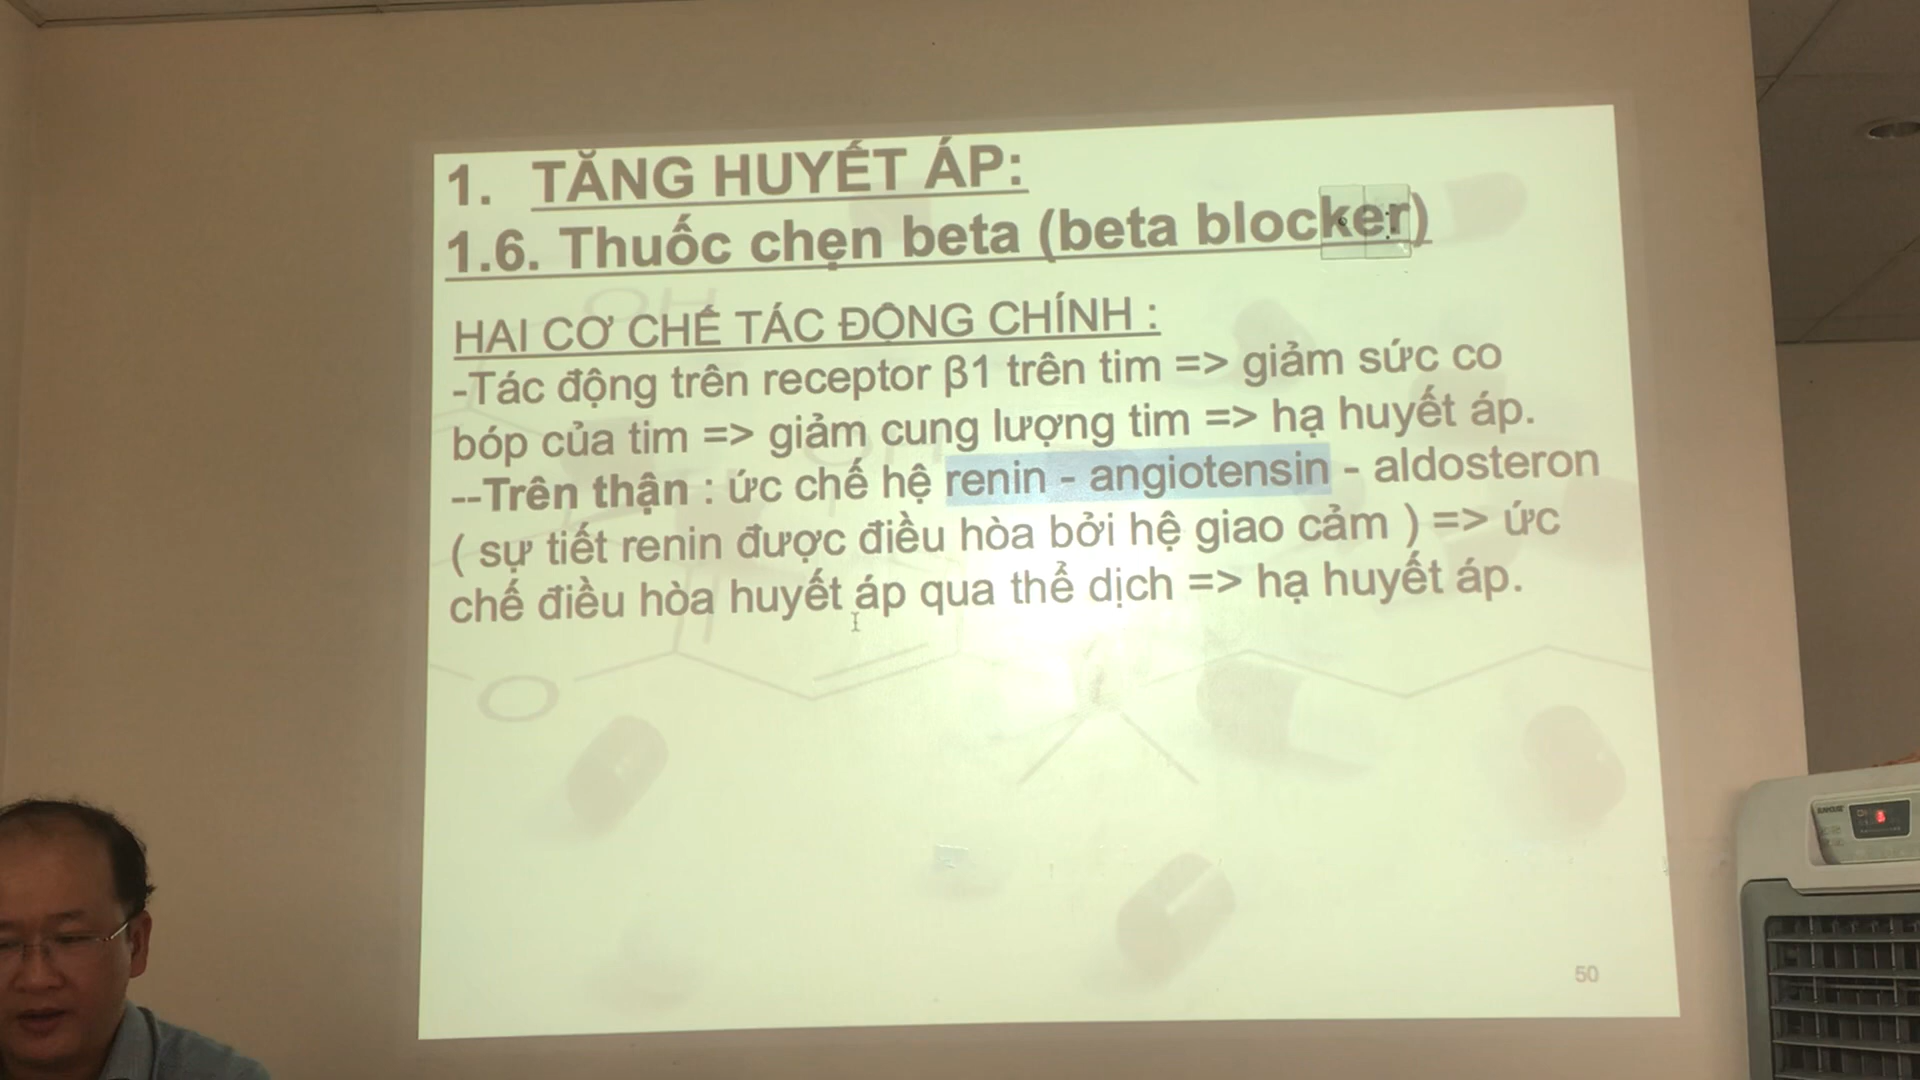 1. TĂNG HUYẾT ÁP:
1.6. Thuốc chẹn beta (beta blocker)
HAI CƠ CHẾ TÁC ĐỘNG CHÍNH :
-Tác động trên receptor β1 trên tim => giảm sức co
bóp của tim => giảm cung lượng tim => hạ huyết áp.
--Trên thận : ức chế hệ renin - angiotensin - aldosteron
( sự tiết renin được điều hòa bởi hệ giao cảm ) => ức
chế điều hòa huyết áp qua thể dịch => hạ huyết áp.
OH
O
50